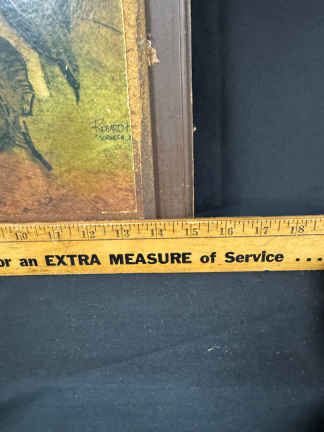 10 11 12 13 14 15 16 17 18
or an EXTRA MEASURE of Service ...